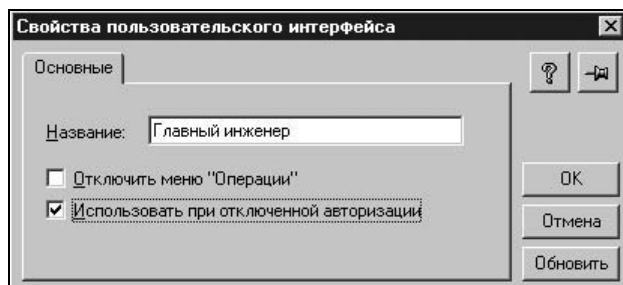 Свойства пользовательского интерфейса
Основные
Название: Главный инженер
Отключить меню "Операции"
Использовать при отключенной авторизации
OK
Отмена
Обновить